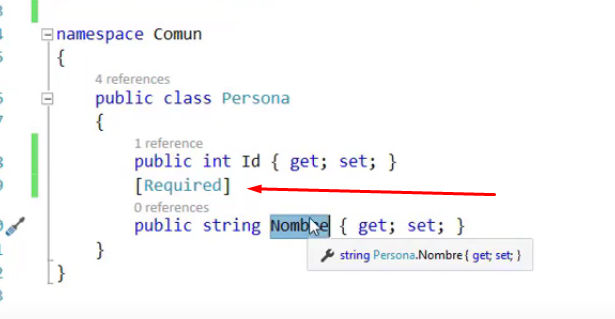 namespace Comun
{
4 references
public class Persona
{
1 reference
public int Id { get; set; }
[Required]
0 references
public string Nombre { get; set; }
string Persona.Nombre { get; set; }
}
}